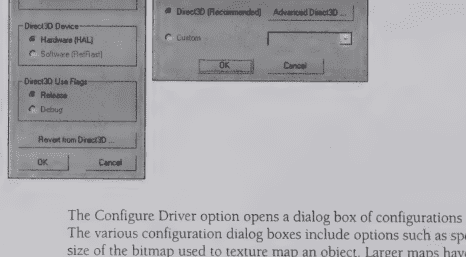 Direct3D (Recommended)
Advanced Direct3D ...
Custom
OK
Cancel
Direct3D Device
Hardware (HAL)
Software (RefRast)
Direct3D Use Flags
Release
Debug
Revert from Direct3D ...
OK
Cancel
The Configure Driver option opens a dialog box of configurations
The various configuration dialog boxes include options such as spe
size of the bitmap used to texture map an object. Larger maps have